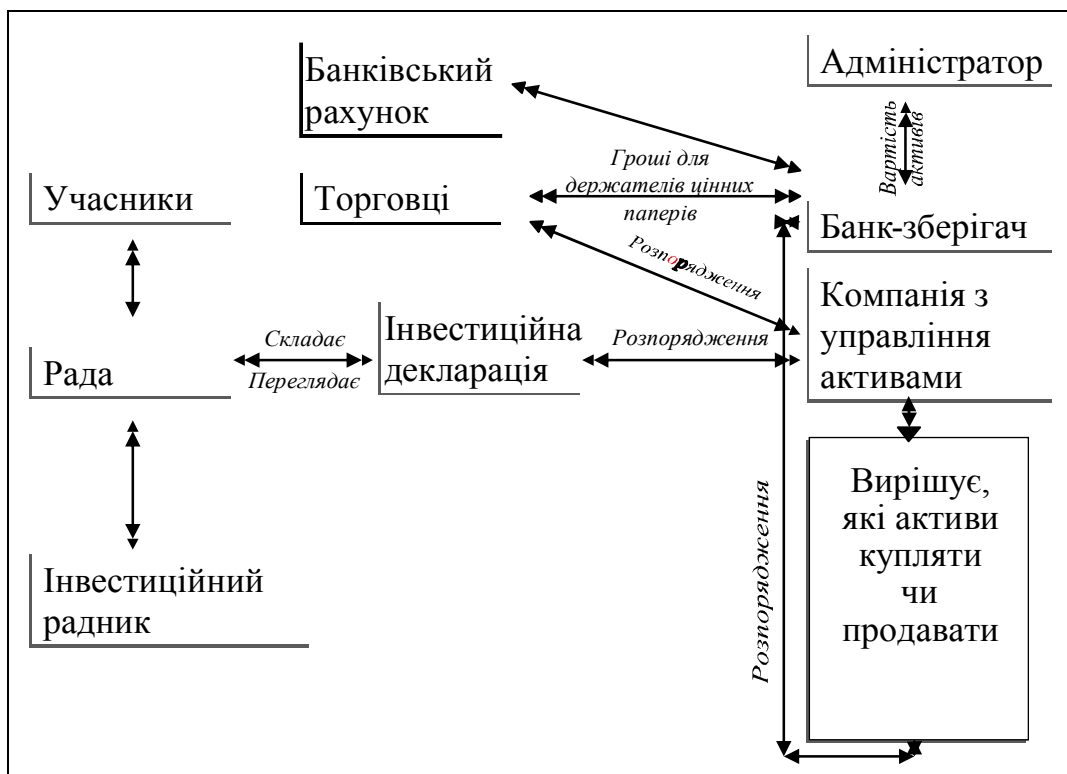 Банківський
рахунок
Адміністратор
Вартість
активів
Гроші для
держателів цінних
паперів
Учасники
Торговці
Банк-зберігач
Розпорядження
Компанія з
управління
активами
Складає
Переглядає
Інвестиційна
декларація
Розпорядження
Рада
Вирішує,
які активи
купляти
чи
продавати
Розпорядження
Інвестиційний
радник